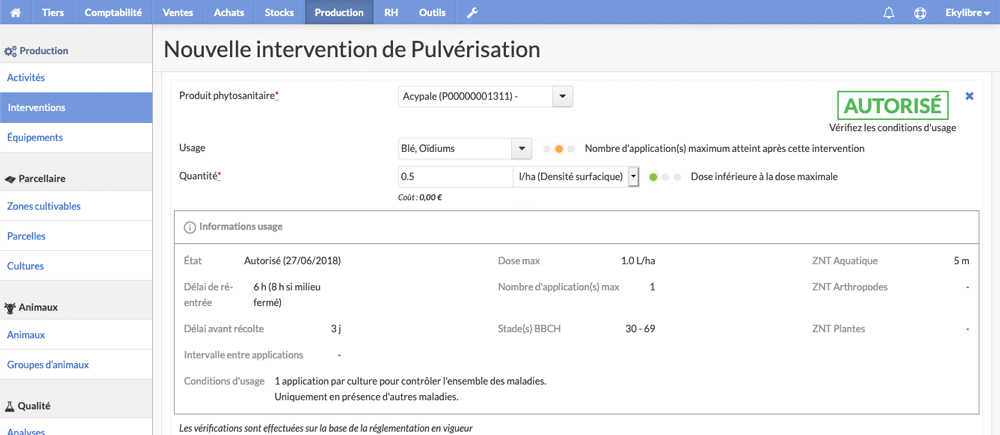 Tiers Comptabilité Ventes Achats Stocks Production RH Outils Ekylibre
Production
Activités
Interventions
Équipements
Parcellaire
Zones cultivables
Parcelles
Cultures
Animaux
Animaux
Groupes d'animaux
Qualité
Analyses
Nouvelle intervention de Pulvérisation
Produit phytosanitaire* Acypale (P00000001311) -
AUTORISÉ
Vérifiez les conditions d'usage
Usage Blé, Oïdiums Nombre d'application(s) maximum atteint après cette intervention
Quantité* 0.5 l/ha (Densité surfacique) Dose inférieure à la dose maximale
Coût : 0,00 €
Informations usage
État Autorisé (27/06/2018) Dose max 1.0 L/ha ZNT Aquatique 5 m
Délai de ré-
entrée
6 h (8 h si milieu
fermé)
Nombre d'application(s) max 1 ZNT Arthropodes -
Délai avant récolte 3 j Stade(s) BBCH 30 - 69 ZNT Plantes -
Intervalle entre applications -
Conditions d'usage 1 application par culture pour contrôler l'ensemble des maladies.
Uniquement en présence d'autres maladies.
Les vérifications sont effectuées sur la base de la réglementation en vigueur